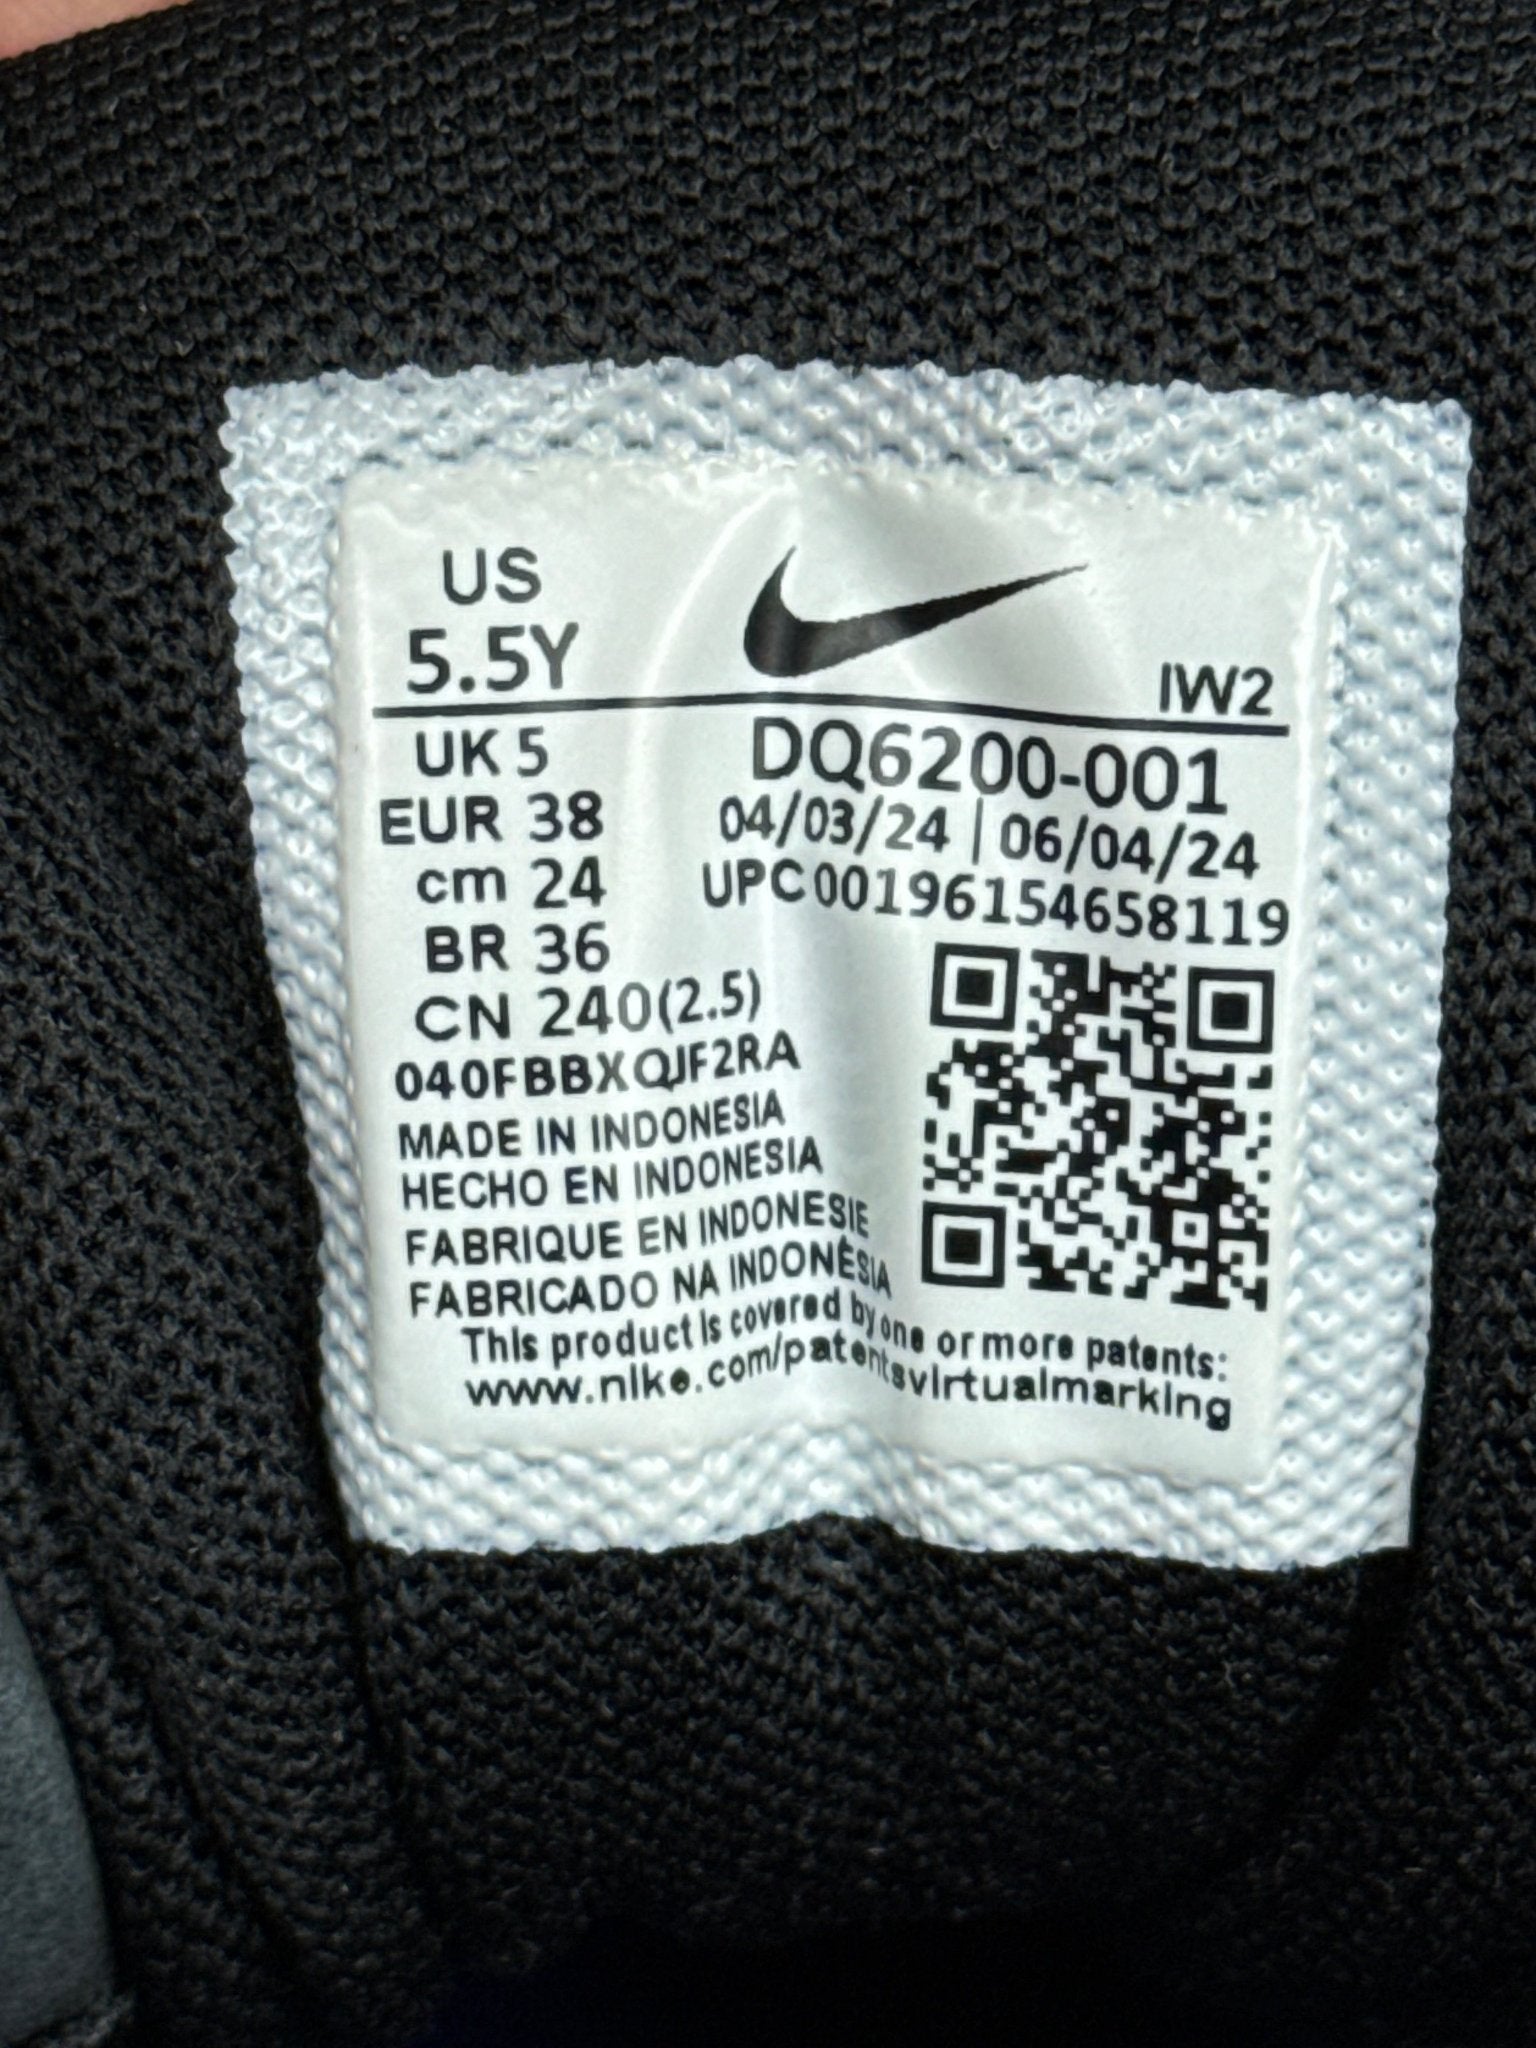 US
5.5Y
IW2
UK 5
EUR 38
cm 24
BR 36
CN 240(2.5)
040FBBXQJF2RA
MADE IN INDONESIA
HECHO EN INDONESIA
FABRIQUE EN INDONESIE
FABRICADO NA INDONÉSIA
DQ6200-001
04/03/24 | 06/04/24
UPC00196154658119
This product is covered by one or more patents:
www.nike.com/patentsvirtualmarking